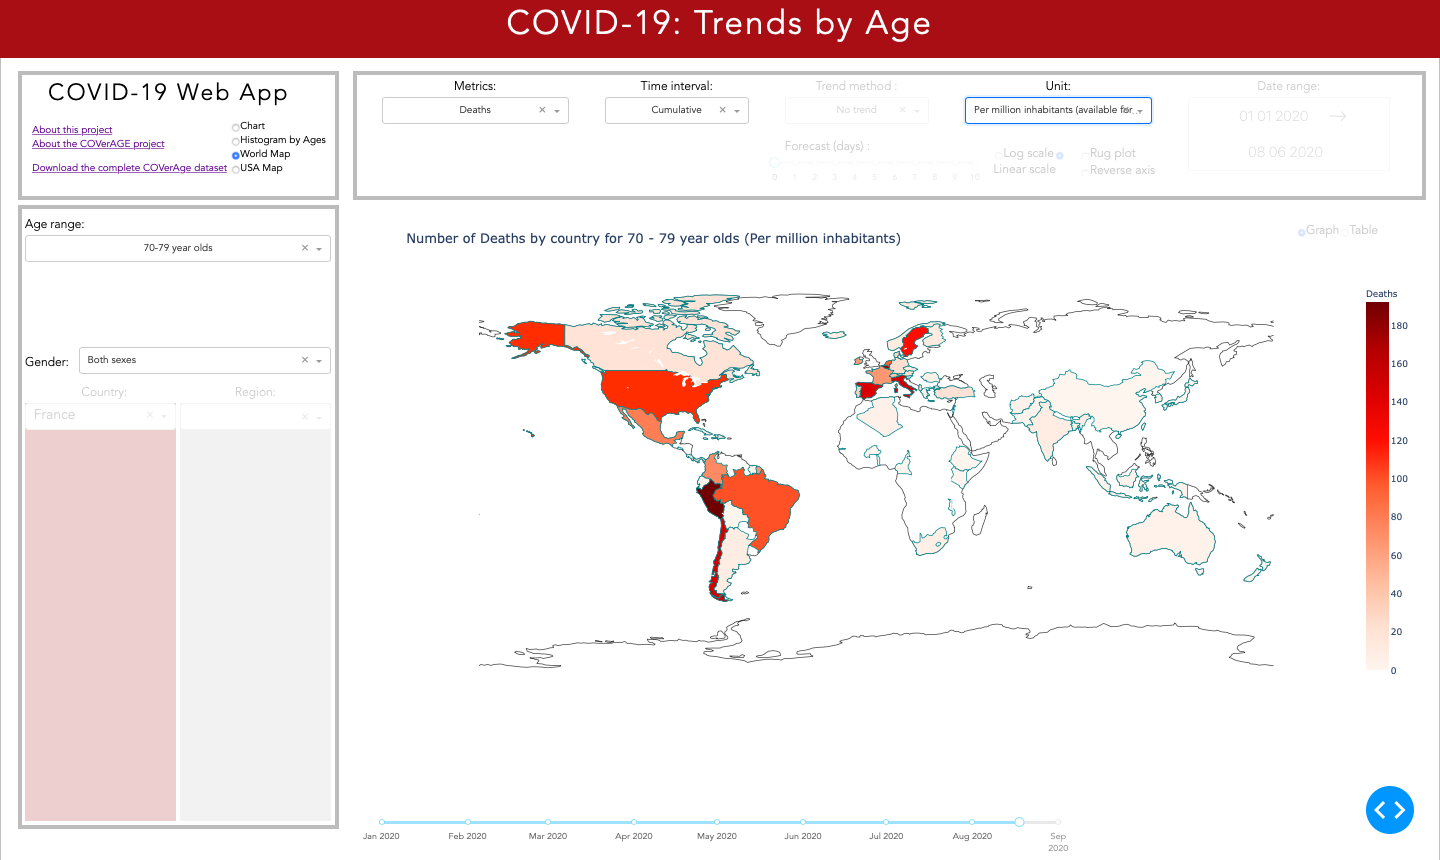 COVID-19: Trends by Age
COVID-19 Web App
About this project
About the COVerAGE project
Download the complete COVerAge dataset
Chart
Histogram by Ages
World Map
USA Map
Metrics:
Deaths
Time interval:
Cumulative
Trend method :
No trend
Unit:
Per million inhabitants (available for...
Date range:
01 01 2020 → 08 06 2020
Forecast (days) :
0 1 2 3 4 5 6 7 8 9 10
Log scale
Linear scale
Rug plot
Reverse axis
Age range:
70-79 year olds
Gender:
Both sexes
Country:
France
Region:
Number of Deaths by country for 70 - 79 year olds (Per million inhabitants)
Graph Table
Deaths
180
160
140
120
100
80
60
40
20
0
Jan 2020 Feb 2020 Mar 2020 Apr 2020 May 2020 Jun 2020 Jul 2020 Aug 2020 Sep 2020